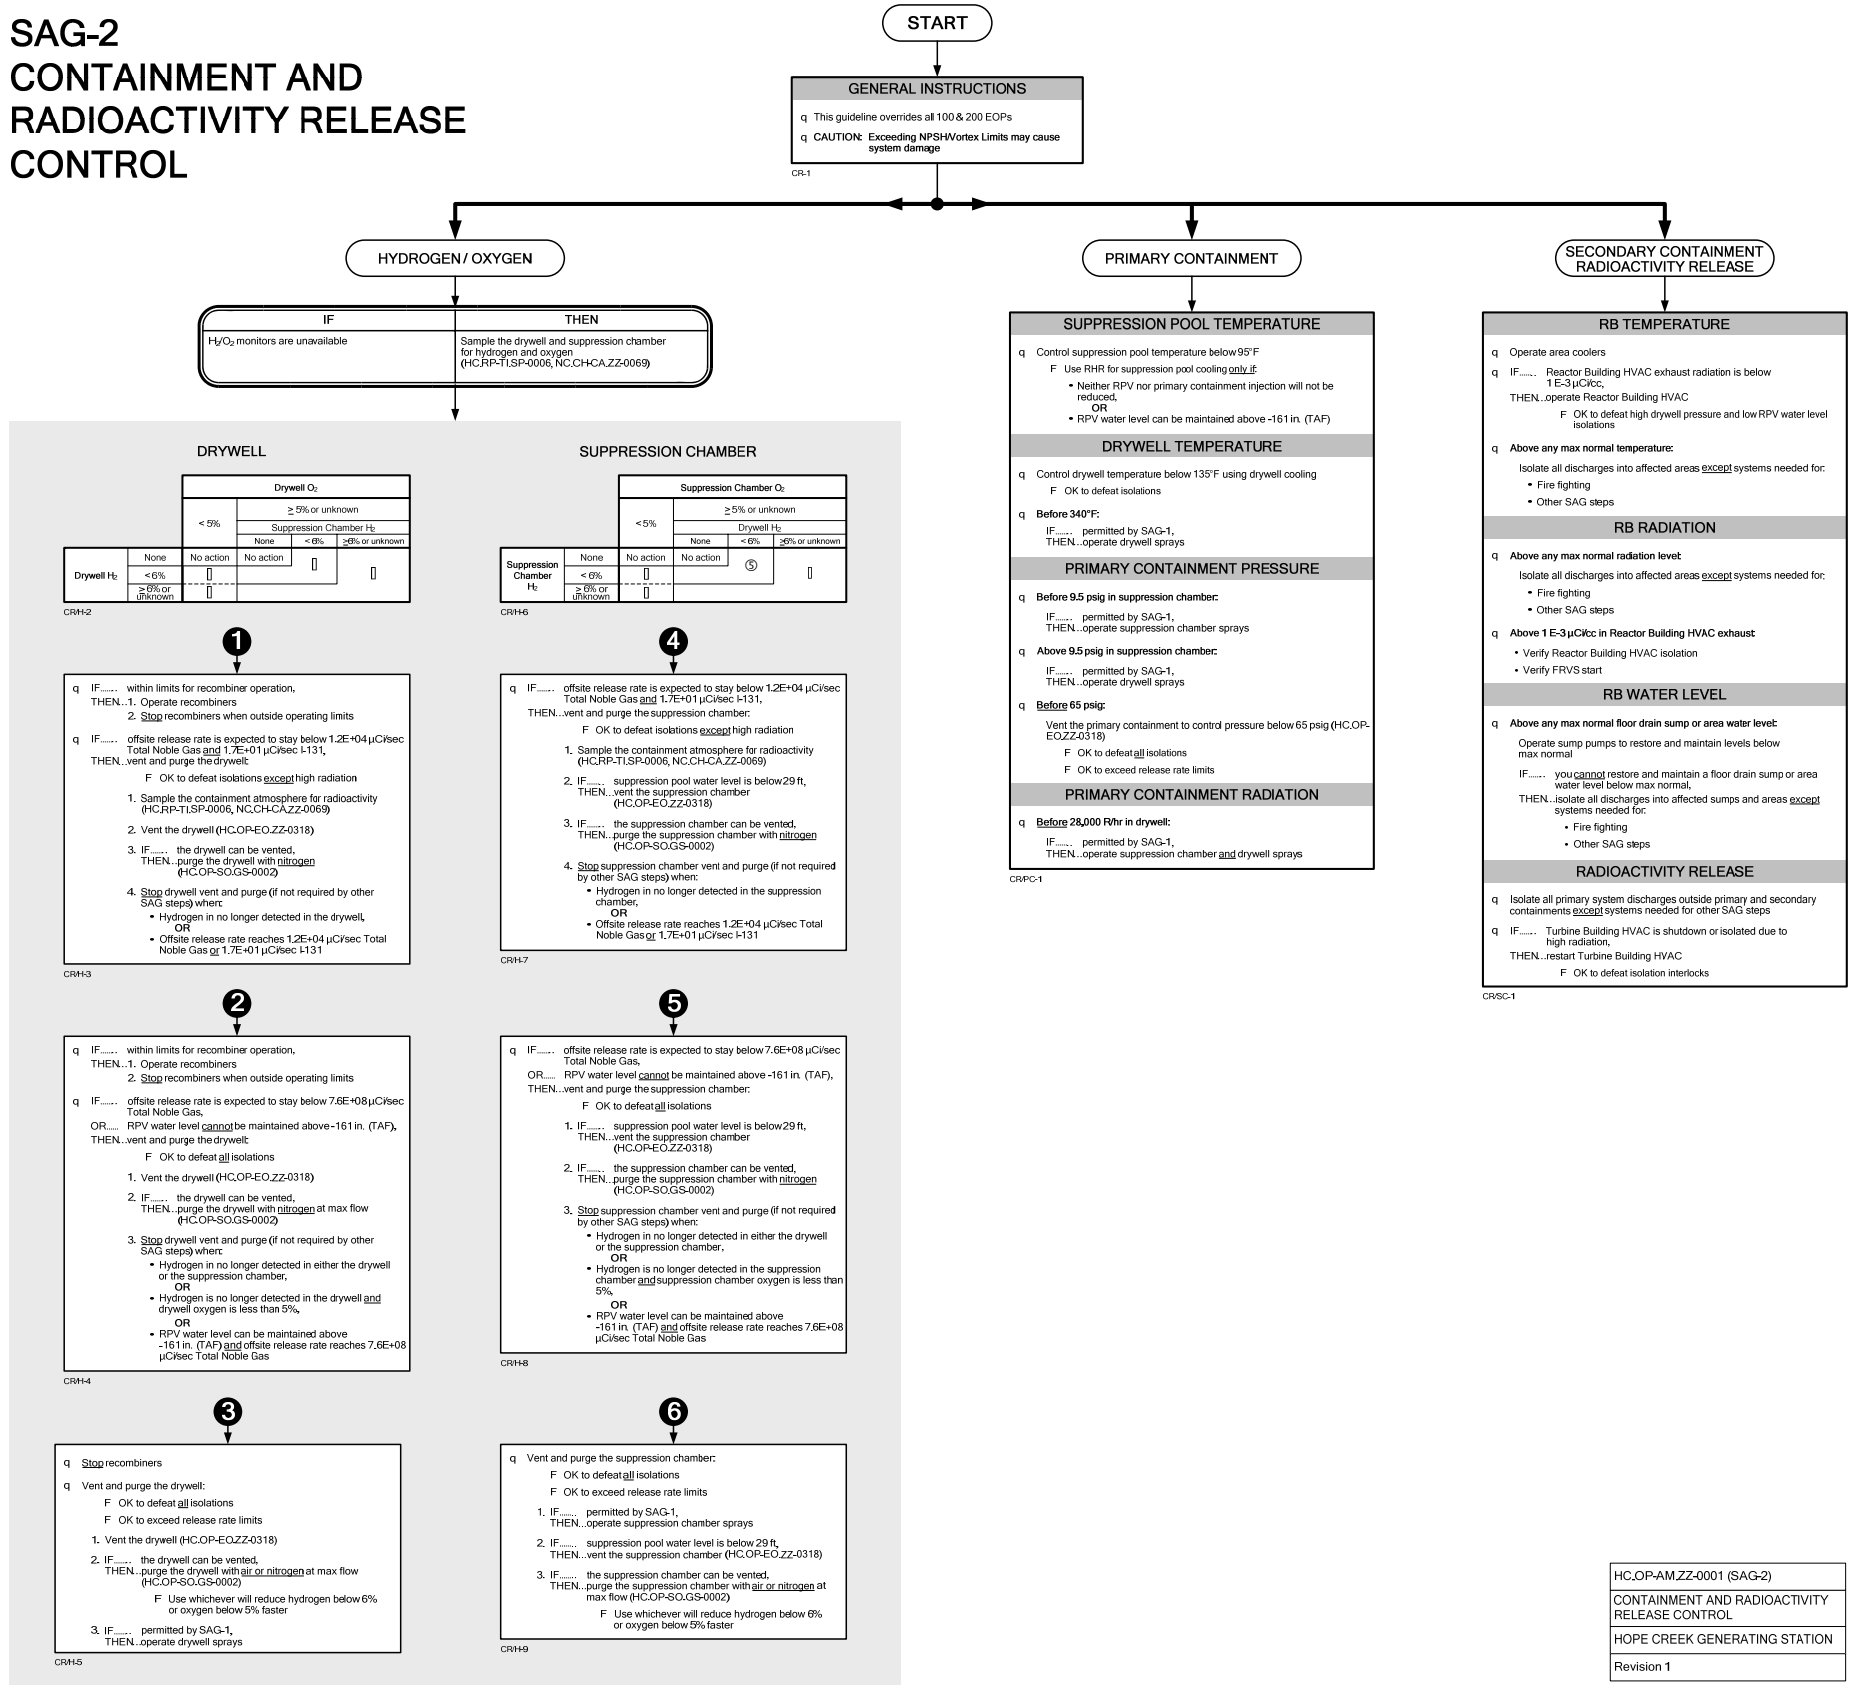 SAG-2
CONTAINMENT AND
RADIOACTIVITY RELEASE
CONTROL
START
GENERAL INSTRUCTIONS
q This guideline overrides all 100 & 200 EOPs
q CAUTION: Exceeding NPSH/Vortex Limits may cause
system damage
CR-1
HYDROGEN / OXYGEN
IF THEN
H2/O2 monitors are unavailable
Sample the drywell and suppression chamber
for hydrogen and oxygen
(HC.RP-TI.SP-0006, NC.CH-CA.ZZ-0069)
DRYWELL
Drywell O2
< 5%
≥ 5% or unknown
Suppression Chamber H2
None < 6% ≥6% or unknown
Drywell H2
None No action No action
< 6%
≥ 6% or
unknown
CR/H-2
1
q IF....... within limits for recombiner operation,
THEN...1. Operate recombiners
2. Stop recombiners when outside operating limits
q IF....... offsite release rate is expected to stay below 1.2E+04 µCi/sec
Total Noble Gas and 1.7E+01 µCi/sec I-131,
THEN...vent and purge the drywell:
F OK to defeat isolations except high radiation
1. Sample the containment atmosphere for radioactivity
(HC.RP-TI.SP-0006, NC.CH-CA.ZZ-0069)
2. Vent the drywell (HC.OP-EO.ZZ-0318)
3. IF....... the drywell can be vented,
THEN...purge the drywell with nitrogen
(HC.OP-SO.GS-0002)
4. Stop drywell vent and purge (if not required by other
SAG steps) when:
• Hydrogen in no longer detected in the drywell,
OR
• Offsite release rate reaches 1.2E+04 µCi/sec Total
Noble Gas or 1.7E+01 µCi/sec I-131
CR/H-3
2
q IF....... within limits for recombiner operation,
THEN...1. Operate recombiners
2. Stop recombiners when outside operating limits
q IF....... offsite release rate is expected to stay below 7.6E+08 µCi/sec
Total Noble Gas,
OR...... RPV water level cannot be maintained above -161 in. (TAF),
THEN...vent and purge the drywell:
F OK to defeat all isolations
1. Vent the drywell (HC.OP-EO.ZZ-0318)
2. IF....... the drywell can be vented,
THEN...purge the drywell with nitrogen at max flow
(HC.OP-SO.GS-0002)
3. Stop drywell vent and purge (if not required by other
SAG steps) when:
• Hydrogen in no longer detected in either the drywell
or the suppression chamber,
OR
• Hydrogen is no longer detected in the drywell and
drywell oxygen is less than 5%,
OR
• RPV water level can be maintained above
-161 in. (TAF) and offsite release rate reaches 7.6E+08
µCi/sec Total Noble Gas
CR/H-4
3
q Stop recombiners
q Vent and purge the drywell:
F OK to defeat all isolations
F OK to exceed release rate limits
1. Vent the drywell (HC.OP-EO.ZZ-0318)
2. IF....... the drywell can be vented,
THEN...purge the drywell with air or nitrogen at max flow
(HC.OP-SO.GS-0002)
F Use whichever will reduce hydrogen below 6%
or oxygen below 5% faster
3. IF....... permitted by SAG-1,
THEN...operate drywell sprays
CR/H-5
SUPPRESSION CHAMBER
Suppression Chamber O2
< 5%
≥ 5% or unknown
Drywell H2
None < 6% ≥6% or unknown
Suppression
Chamber
H2
None No action No action
< 6% ⑤
≥ 6% or
unknown
CR/H-6
4
q IF....... offsite release rate is expected to stay below 1.2E+04 µCi/sec
Total Noble Gas and 1.7E+01 µCi/sec I-131,
THEN...vent and purge the suppression chamber:
F OK to defeat isolations except high radiation
1. Sample the containment atmosphere for radioactivity
(HC.RP-TI.SP-0006, NC.CH-CA.ZZ-0069)
2. IF....... suppression pool water level is below 29 ft,
THEN...vent the suppression chamber
(HC.OP-EO.ZZ-0318)
3. IF....... the suppression chamber can be vented,
THEN...purge the suppression chamber with nitrogen
(HC.OP-SO.GS-0002)
4. Stop suppression chamber vent and purge (if not required
by other SAG steps) when:
• Hydrogen in no longer detected in the suppression
chamber,
OR
• Offsite release rate reaches 1.2E+04 µCi/sec Total
Noble Gas or 1.7E+01 µCi/sec I-131
CR/H-7
5
q IF....... offsite release rate is expected to stay below 7.6E+08 µCi/sec
Total Noble Gas,
OR...... RPV water level cannot be maintained above -161 in. (TAF),
THEN...vent and purge the suppression chamber:
F OK to defeat all isolations
1. IF....... suppression pool water level is below 29 ft,
THEN...vent the suppression chamber
(HC.OP-EO.ZZ-0318)
2. IF....... the suppression chamber can be vented,
THEN...purge the suppression chamber with nitrogen
(HC.OP-SO.GS-0002)
3. Stop suppression chamber vent and purge (if not required
by other SAG steps) when:
• Hydrogen in no longer detected in either the drywell
or the suppression chamber,
OR
• Hydrogen is no longer detected in the suppression
chamber and suppression chamber oxygen is less than
5%,
OR
• RPV water level can be maintained above
-161 in. (TAF) and offsite release rate reaches 7.6E+08
µCi/sec Total Noble Gas
CR/H-8
6
q Vent and purge the suppression chamber:
F OK to defeat all isolations
F OK to exceed release rate limits
1. IF....... permitted by SAG-1,
THEN...operate suppression chamber sprays
2. IF....... suppression pool water level is below 29 ft,
THEN...vent the suppression chamber (HC.OP-EO.ZZ-0318)
3. IF....... the suppression chamber can be vented,
THEN...purge the suppression chamber with air or nitrogen at
max flow (HC.OP-SO.GS-0002)
F Use whichever will reduce hydrogen below 6%
or oxygen below 5% faster
CR/H-9
PRIMARY CONTAINMENT
SUPPRESSION POOL TEMPERATURE
q Control suppression pool temperature below 95°F
F Use RHR for suppression pool cooling only if:
• Neither RPV nor primary containment injection will not be
reduced,
OR
• RPV water level can be maintained above -161 in. (TAF)
DRYWELL TEMPERATURE
q Control drywell temperature below 135°F using drywell cooling
F OK to defeat isolations
q Before 340°F:
IF....... permitted by SAG-1,
THEN...operate drywell sprays
PRIMARY CONTAINMENT PRESSURE
q Before 9.5 psig in suppression chamber:
IF....... permitted by SAG-1,
THEN...operate suppression chamber sprays
q Above 9.5 psig in suppression chamber:
IF....... permitted by SAG-1,
THEN...operate drywell sprays
q Before 65 psig:
Vent the primary containment to control pressure below 65 psig (HC.OP-
EO.ZZ-0318)
F OK to defeat all isolations
F OK to exceed release rate limits
PRIMARY CONTAINMENT RADIATION
q Before 28,000 R/hr in drywell:
IF....... permitted by SAG-1,
THEN...operate suppression chamber and drywell sprays
CR/PC-1
SECONDARY CONTAINMENT
RADIOACTIVITY RELEASE
RB TEMPERATURE
q Operate area coolers
q IF....... Reactor Building HVAC exhaust radiation is below
1 E-3 µCi/cc,
THEN...operate Reactor Building HVAC
F OK to defeat high drywell pressure and low RPV water level
isolations
q Above any max normal temperature:
Isolate all discharges into affected areas except systems needed for:
• Fire fighting
• Other SAG steps
RB RADIATION
q Above any max normal radiation level:
Isolate all discharges into affected areas except systems needed for:
• Fire fighting
• Other SAG steps
q Above 1 E-3 µCi/cc in Reactor Building HVAC exhaust:
• Verify Reactor Building HVAC isolation
• Verify FRVS start
RB WATER LEVEL
q Above any max normal floor drain sump or area water level:
Operate sump pumps to restore and maintain levels below
max normal
IF....... you cannot restore and maintain a floor drain sump or area
water level below max normal,
THEN...isolate all discharges into affected sumps and areas except
systems needed for:
• Fire fighting
• Other SAG steps
RADIOACTIVITY RELEASE
q Isolate all primary system discharges outside primary and secondary
containments except systems needed for other SAG steps
q IF....... Turbine Building HVAC is shutdown or isolated due to
high radiation,
THEN...restart Turbine Building HVAC
F OK to defeat isolation interlocks
CR/SC-1
HC.OP-AM.ZZ-0001 (SAG-2)
CONTAINMENT AND RADIOACTIVITY
RELEASE CONTROL
HOPE CREEK GENERATING STATION
Revision 1